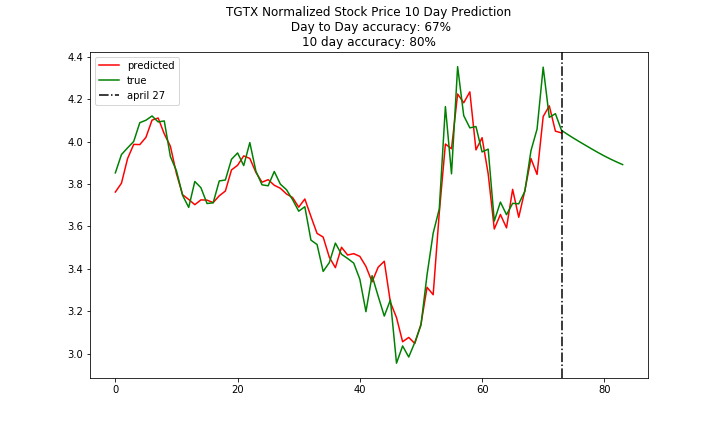 TGTX Normalized Stock Price 10 Day Prediction
Day to Day accuracy: 67%
10 day accuracy: 80%
predicted
true
april 27
4.4
4.2
4.0
3.8
3.6
3.4
3.2
3.0
0 20 40 60 80